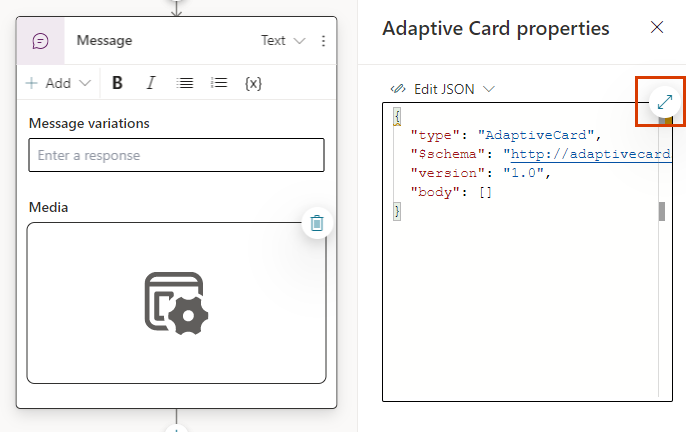 Message
Text
Add
B
I
{x}
Message variations
Enter a response
Media
Adaptive Card properties
Edit JSON
{
"type": "AdaptiveCard",
"$schema": "http://adaptivecard
"version": "1.0",
"body": []
}